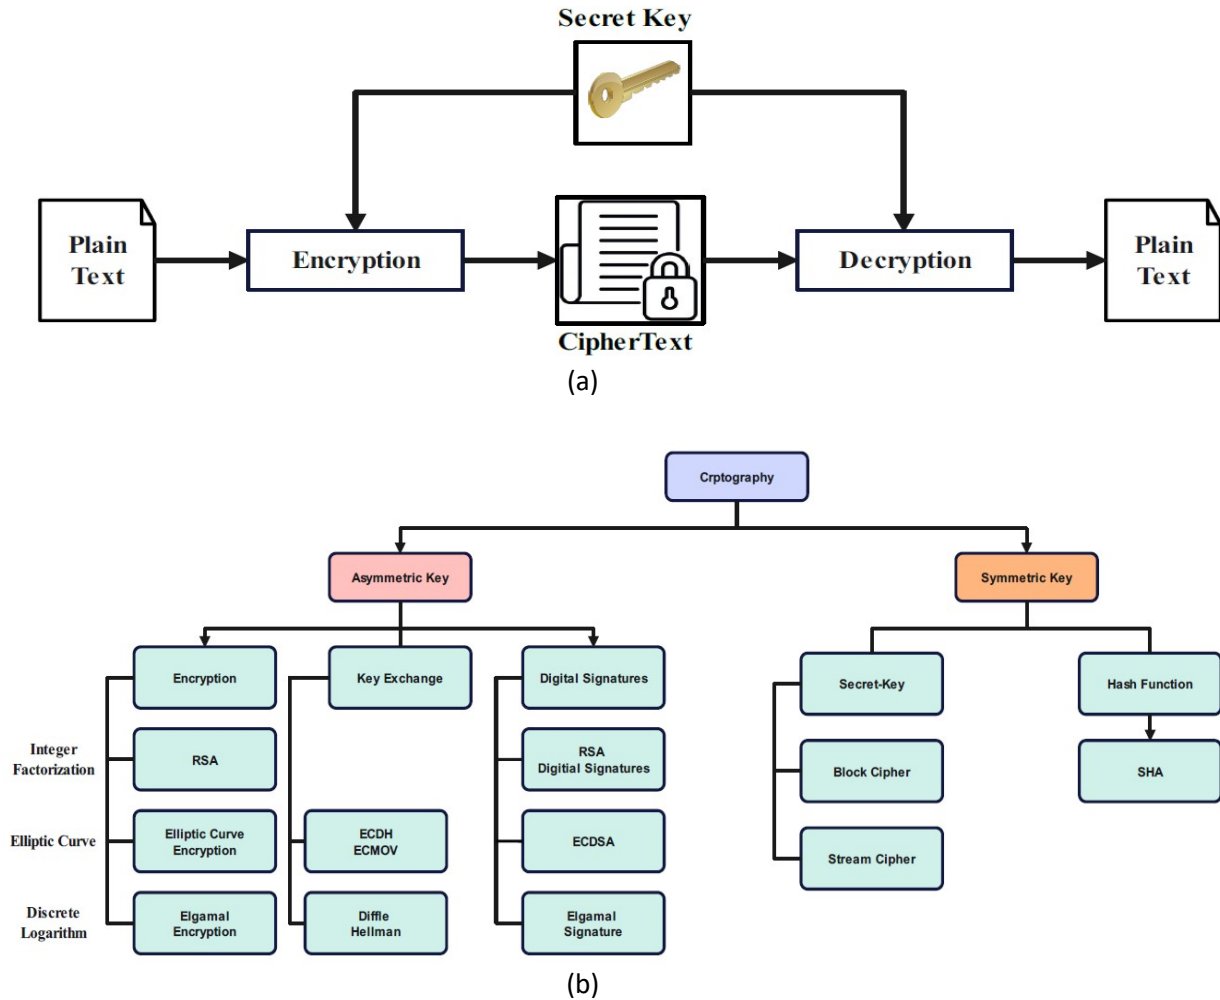 Secret Key
Plain
Text
Encryption
Decryption
Plain
Text
CipherText
(a)
Crptography
Asymmetric Key
Symmetric Key
Encryption
Key Exchange
Digital Signatures
Secret-Key
Hash Function
Integer
Factorization
RSA
RSA
Digitial Signatures
Block Cipher
SHA
Elliptic Curve
Elliptic Curve
Encryption
ECDH
ECMOV
ECDSA
Stream Cipher
Discrete
Logarithm
Elgamal
Encryption
Diffle
Hellman
Elgamal
Signature
(b)